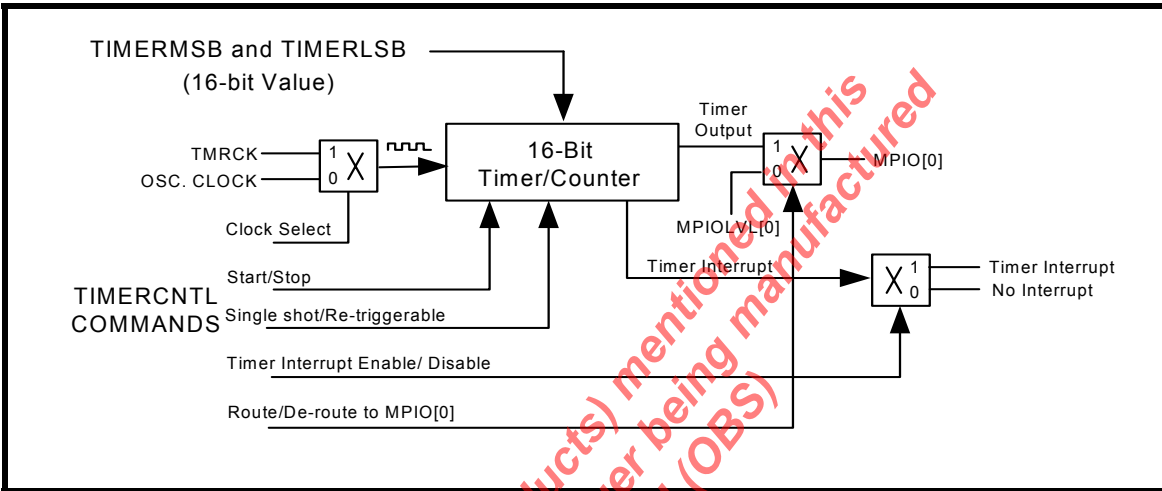 TIMERMSB and TIMERLSB
(16-bit Value)
TMRCK
OSC. CLOCK
1
0
X
Clock Select
16-Bit
Timer/Counter
Timer
Output
1
0
X
MPIO[0]
MPIOLVL[0]
Start/Stop
TIMERCNTL
COMMANDS
Single shot/Re-triggerable
Timer Interrupt
X
1
0
Timer Interrupt
No Interrupt
Timer Interrupt Enable/ Disable
Route/De-route to MPIO[0]
ucts) mentioned in this
er being manufactured
(OBS)